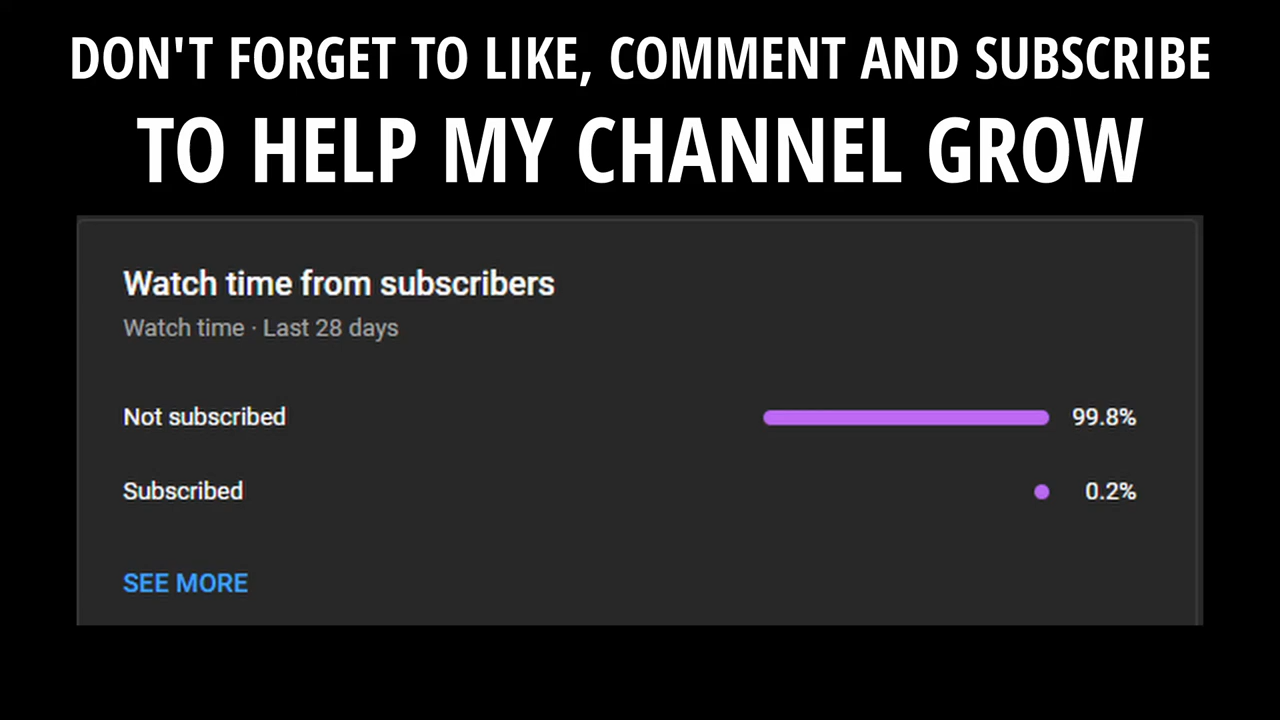 DON'T FORGET TO LIKE, COMMENT AND SUBSCRIBE
TO HELP MY CHANNEL GROW
Watch time from subscribers
Watch time · Last 28 days
Not subscribed 99.8%
Subscribed 0.2%
SEE MORE